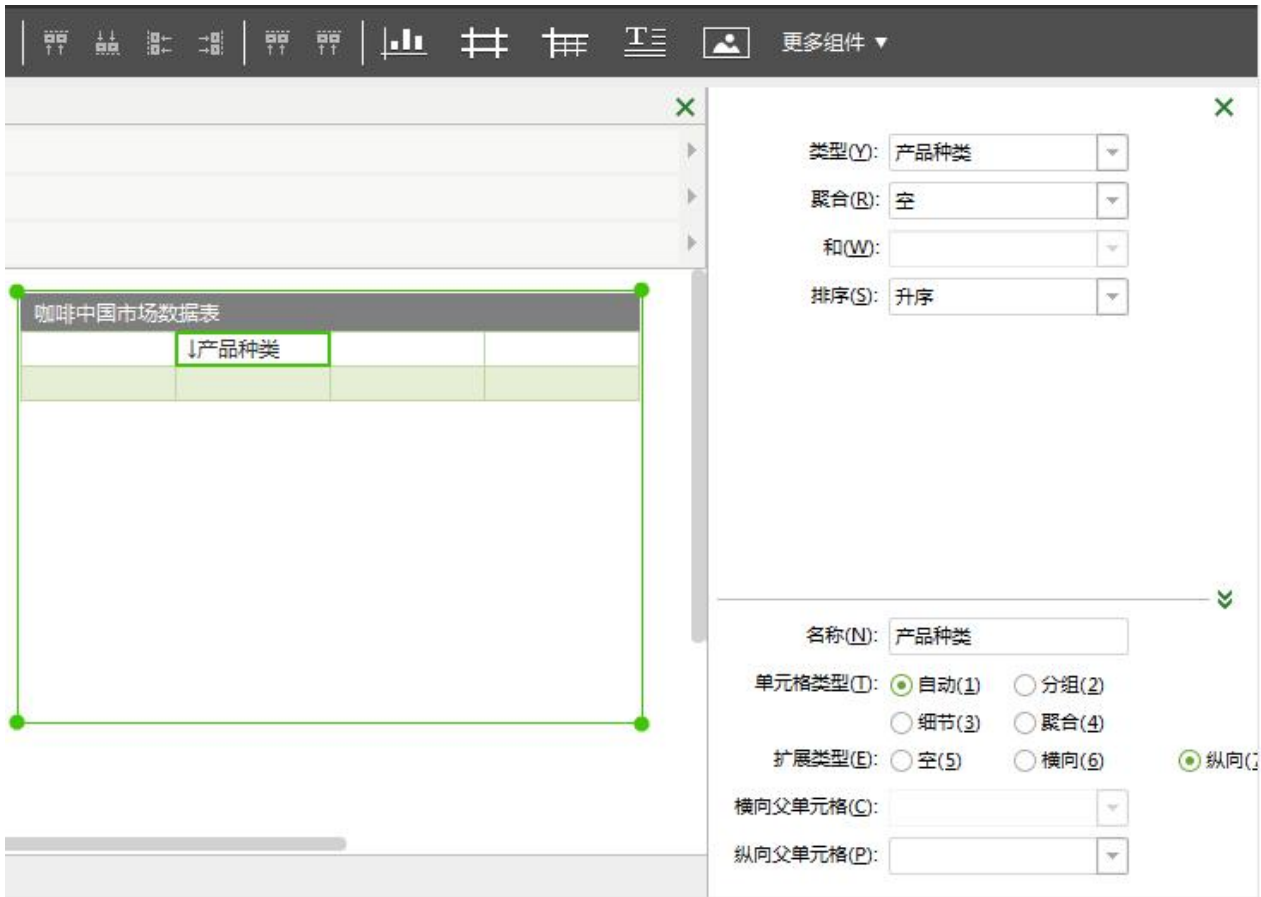 更多组件 ▼
类型(Y): 产品种类
聚合(R): 空
和(W):
排序(S): 升序
咖啡中国市场数据表
↓产品种类
名称(N): 产品种类
单元格类型(T): 自动(1) 分组(2)
细节(3) 聚合(4)
扩展类型(E): 空(5) 横向(6) 纵向(7
横向父单元格(C):
纵向父单元格(P):